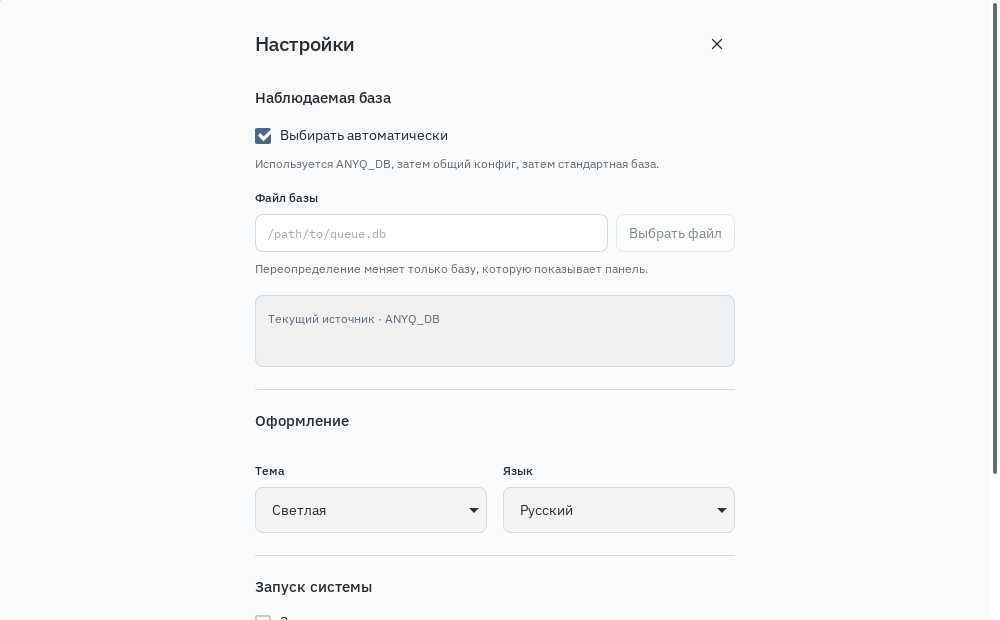 Настройки
Наблюдаемая база
Выбирать автоматически
Используется ANYQ_DB, затем общий конфиг, затем стандартная база.
Файл базы
/path/to/queue.db
Выбрать файл
Переопределение меняет только базу, которую показывает панель.
Текущий источник · ANYQ_DB
Оформление
Тема
Язык
Светлая
Русский
Запуск системы